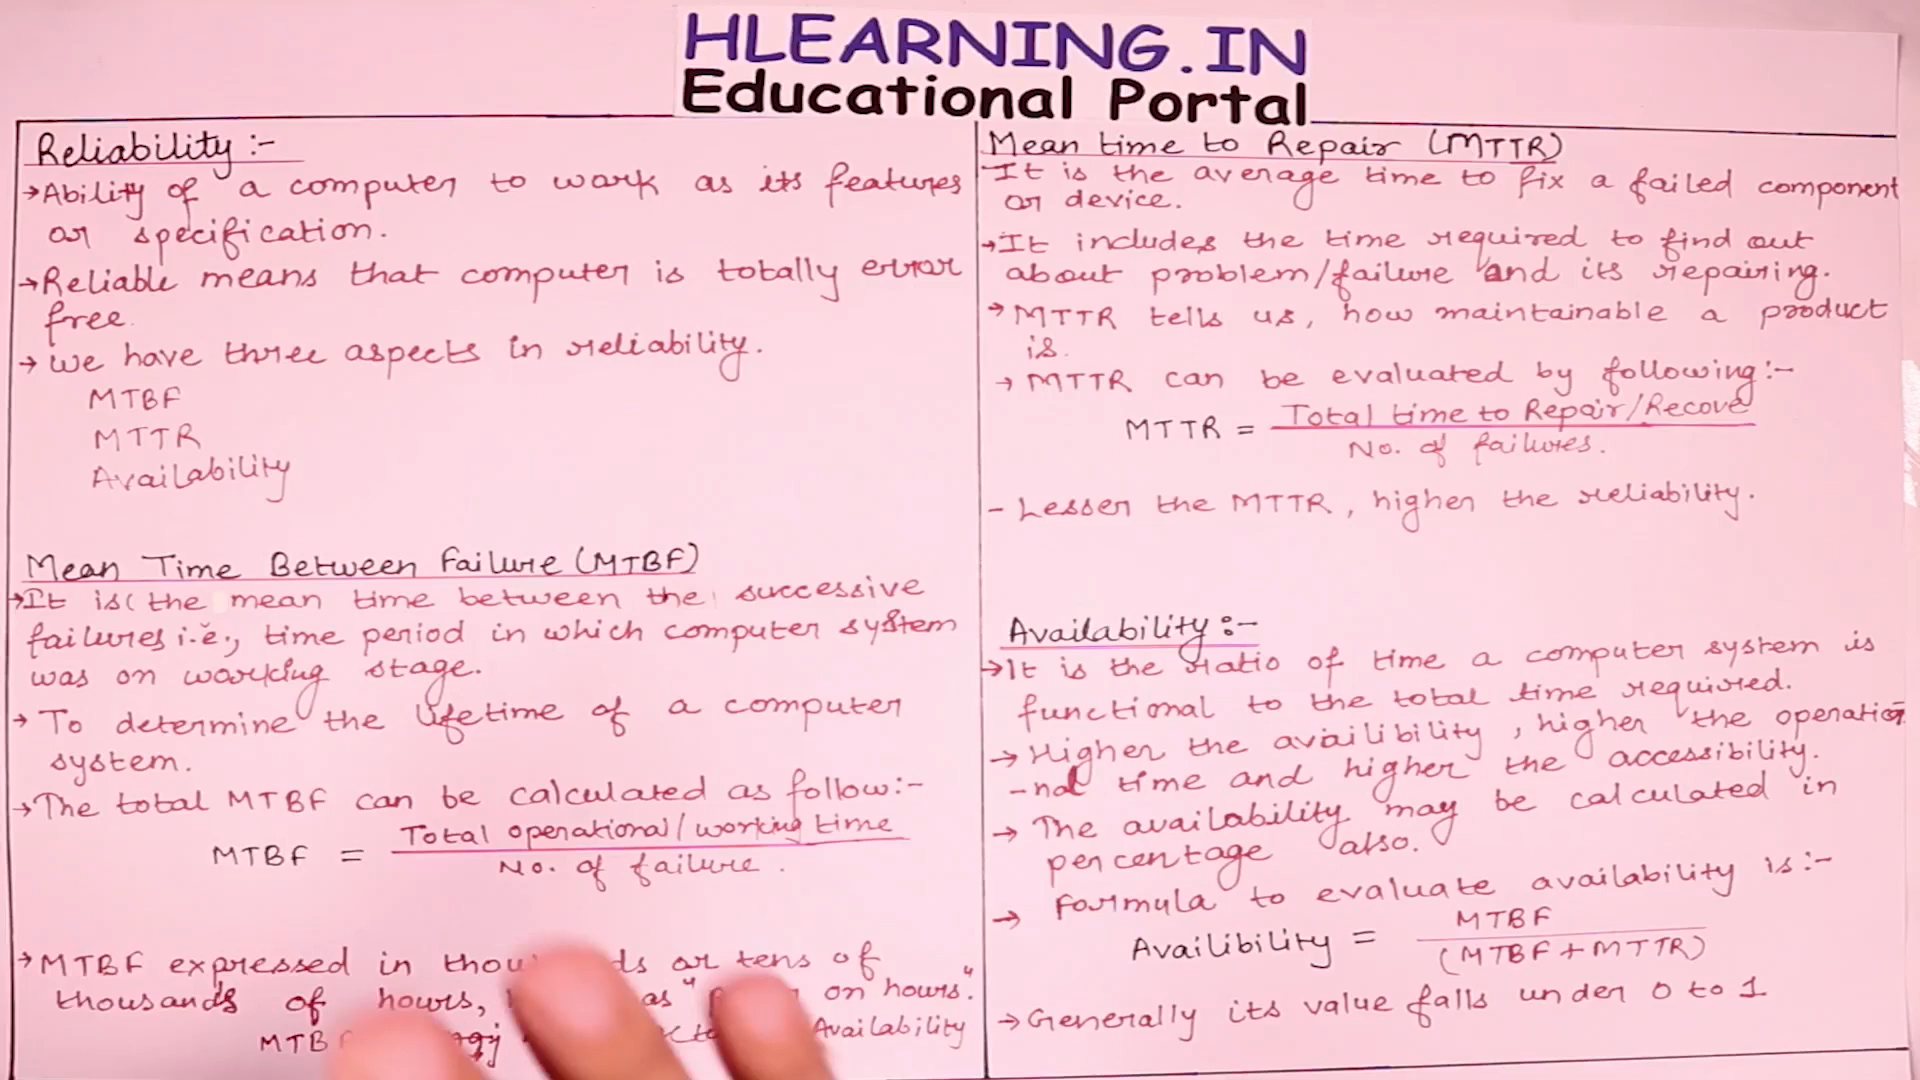 HLEARNING.IN
Educational Portal
Reliability :-
→Ability of a computer to work as its features
or specification.
→Reliable means that computer is totally error
free.
→ We have three aspects in reliability.
MTBF
MTTR
Availability
Mean Time Between Failure (MTBF)
→It is the mean time between the successive
failures i.e., time period in which computer system
was on working stage.
→ To determine the lifetime of a computer
system.
→The total MTBF can be calculated as follow:-
MTBF = Total operational/working time
No. of failure.
→MTBF expressed in ds or tens of
thousands of hours, as on hours".
Availability
Mean time to Repair (MTTR)
-It is the average time to fix a failed component
or device.
→It includes the time required to find out
about problem/failure and its repairing.
→ MTTR tells us, how maintainable a product
is.
→ MTTR can be evaluated by following:-
MTTR = Total time to Repair/Recove
No. of failures.
- Lesser the MTTR, higher the reliability.
Availability :-
→It is the ratio of time a computer system is
functional to the total time required.
→ Higher the availibility, higher the operatio
-nal time and higher the accessibility.
→ The availability may be calculated in
percentage also.
→ Formula to evaluate availability is:-
Availibility = MTBF
(MTBF+MTTR)
→Generally its value falls under 0 to 1